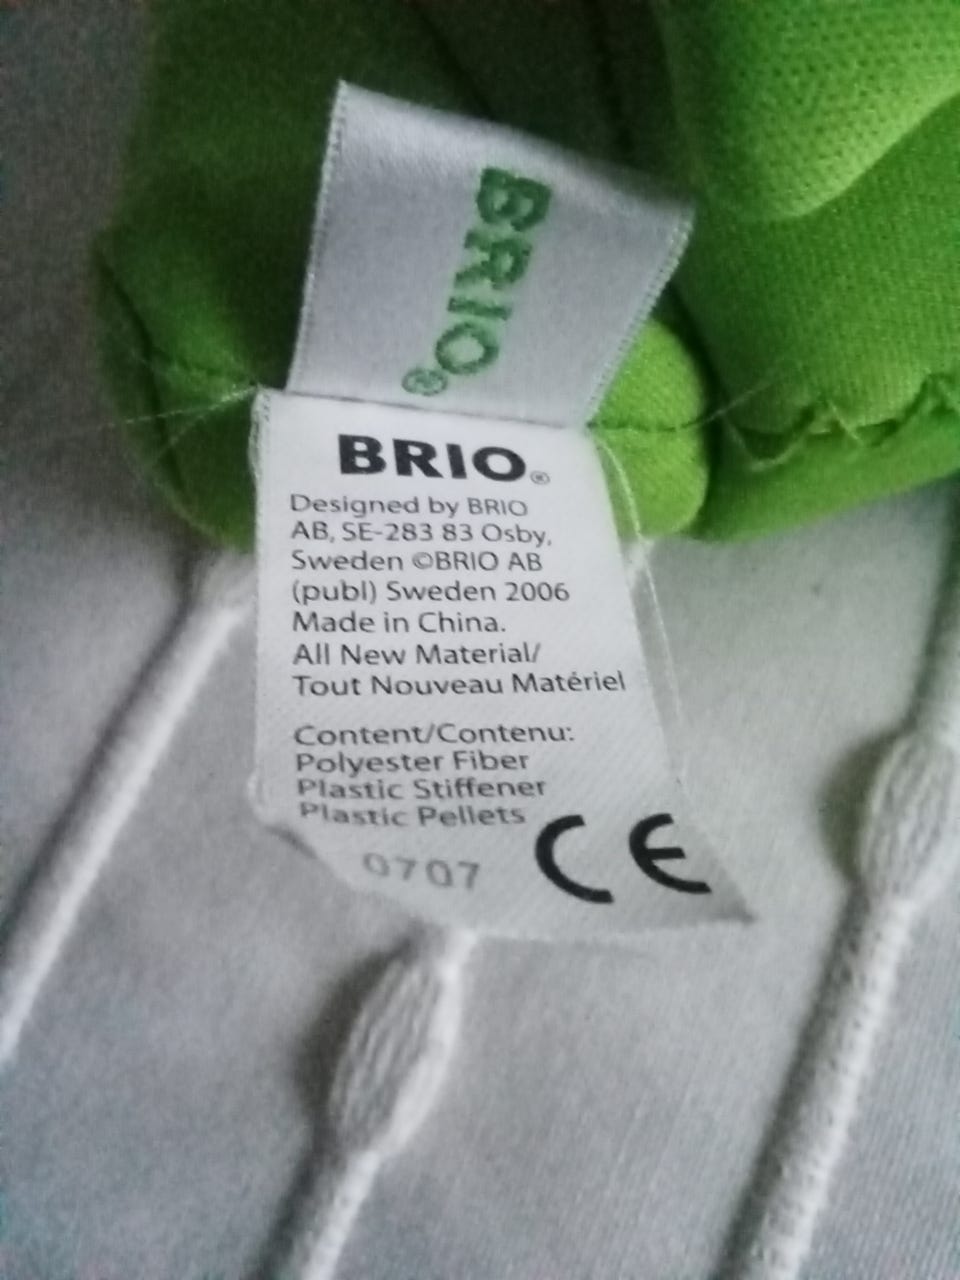 BRIO®
BRIO®
Designed by BRIO
AB, SE-283 83 Osby,
Sweden ©BRIO AB
(publ) Sweden 2006
Made in China.
All New Material/
Tout Nouveau Matériel
Content/Contenu:
Polyester Fiber
Plastic Stiffener
Plastic Pellets
0707
CE